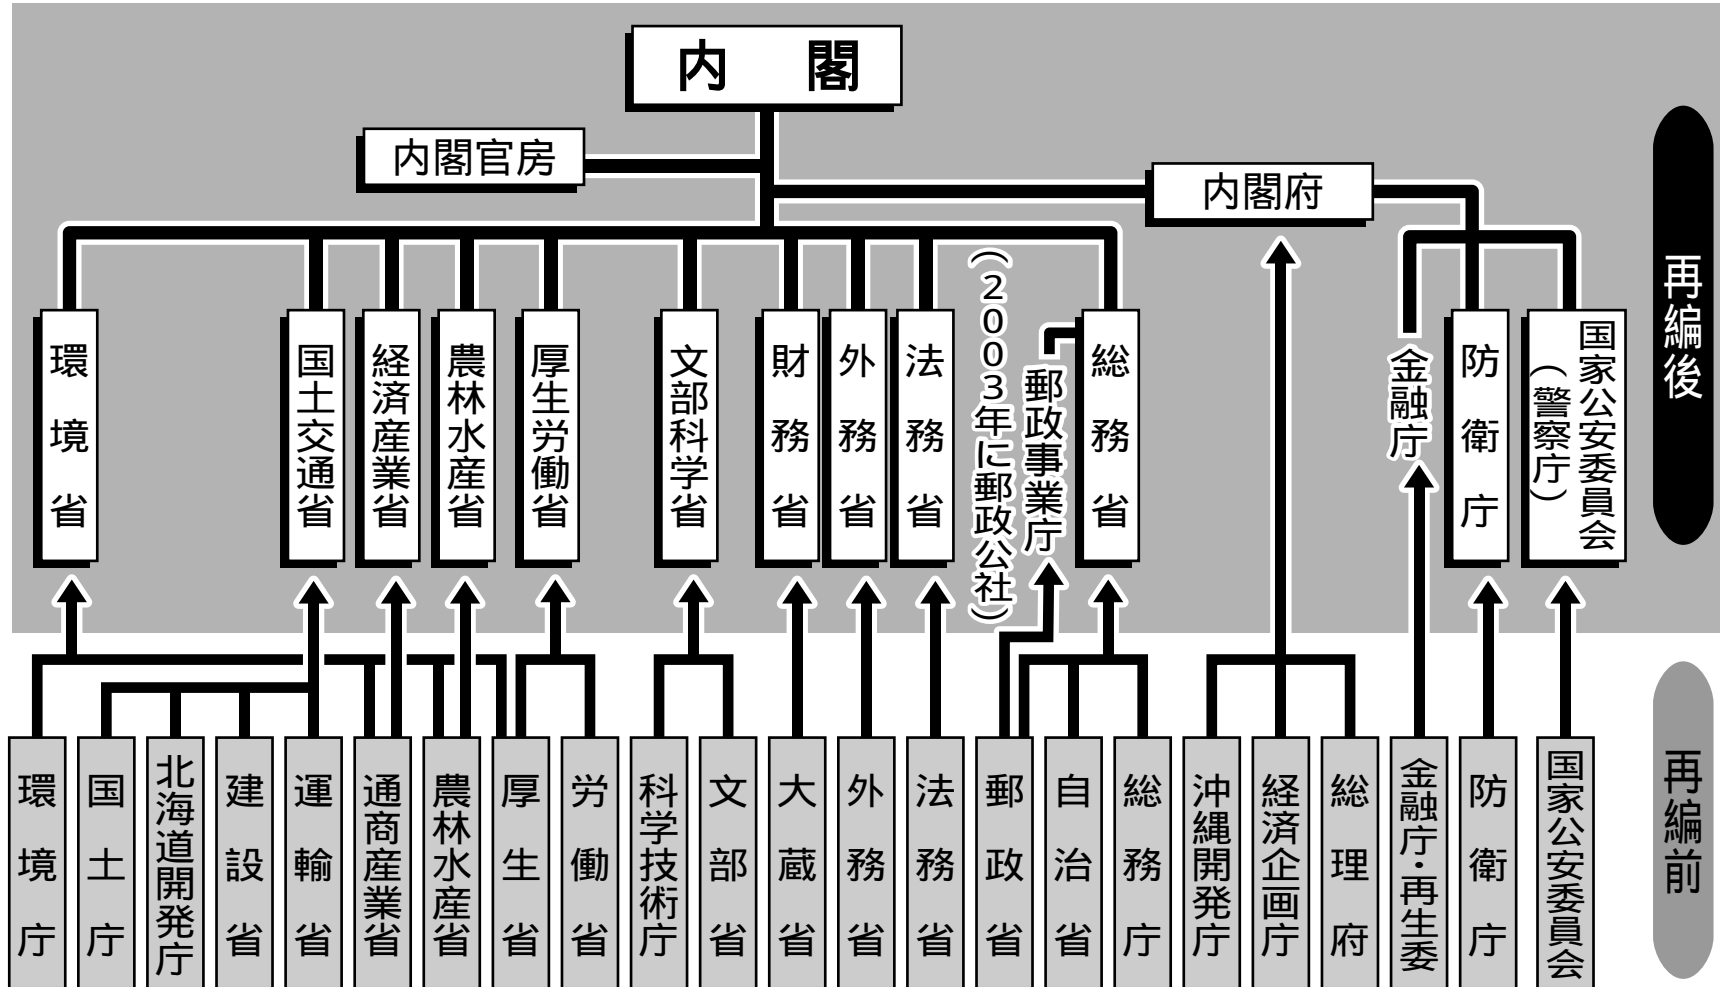 内閣
内閣官房
内閣府
再編後
環境省
国土交通省
経済産業省
農林水産省
厚生労働省
文部科学省
財務省
外務省
法務省
（２００３年に郵政公社）
郵政事業庁
総務省
金融庁
防衛庁
国家公安委員会
（警察庁）
再編前
環境庁
国土庁
北海道開発庁
建設省
運輸省
通商産業省
農林水産省
厚生省
労働省
科学技術庁
文部省
大蔵省
外務省
法務省
郵政省
自治省
総務庁
沖縄開発庁
経済企画庁
総理府
金融庁・再生委
防衛庁
国家公安委員会